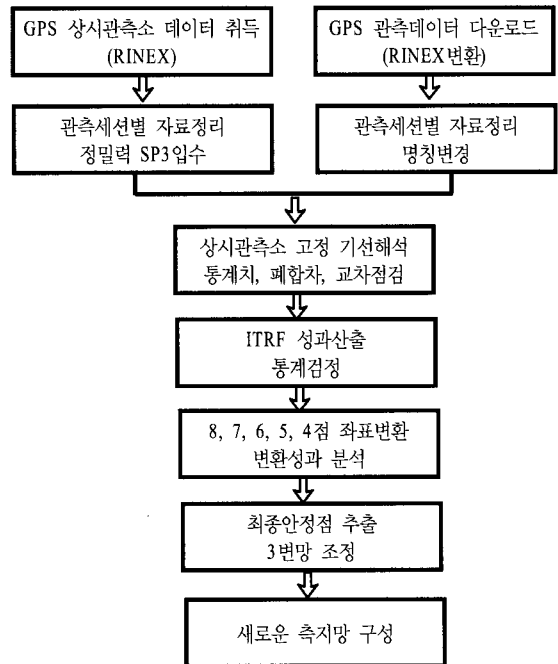 GPS 상시관측소 데이터 취득
(RINEX)
GPS 관측데이터 다운로드
(RINEX변환)
관측세션별 자료정리
정밀력 SP3입수
관측세션별 자료정리
명칭변경
상시관측소 고정 기선해석
통계치, 폐합차, 교차점검
ITRF 성과산출
통계검정
8, 7, 6, 5, 4점 좌표변환
변환성과 분석
최종안정점 추출
3변망 조정
새로운 측지망 구성